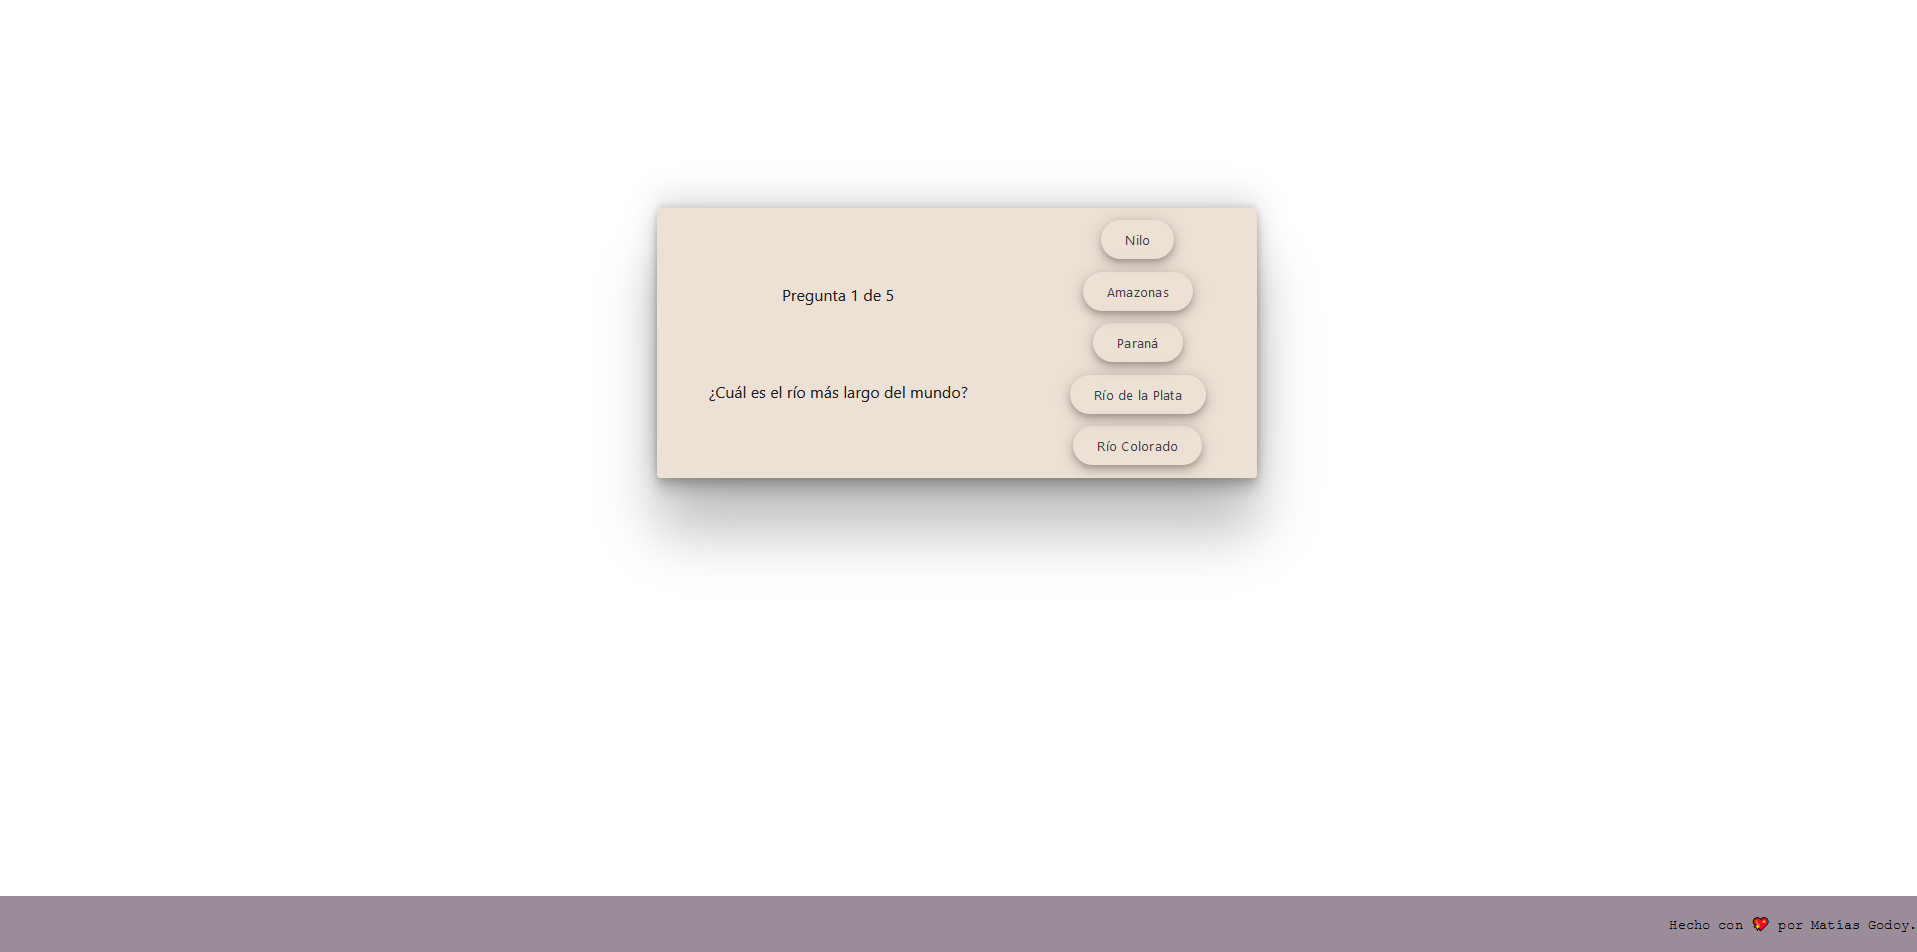 Pregunta 1 de 5
¿Cuál es el río más largo del mundo?
Nilo
Amazonas
Paraná
Río de la Plata
Río Colorado
Hecho con 💖 por Matías Godoy.